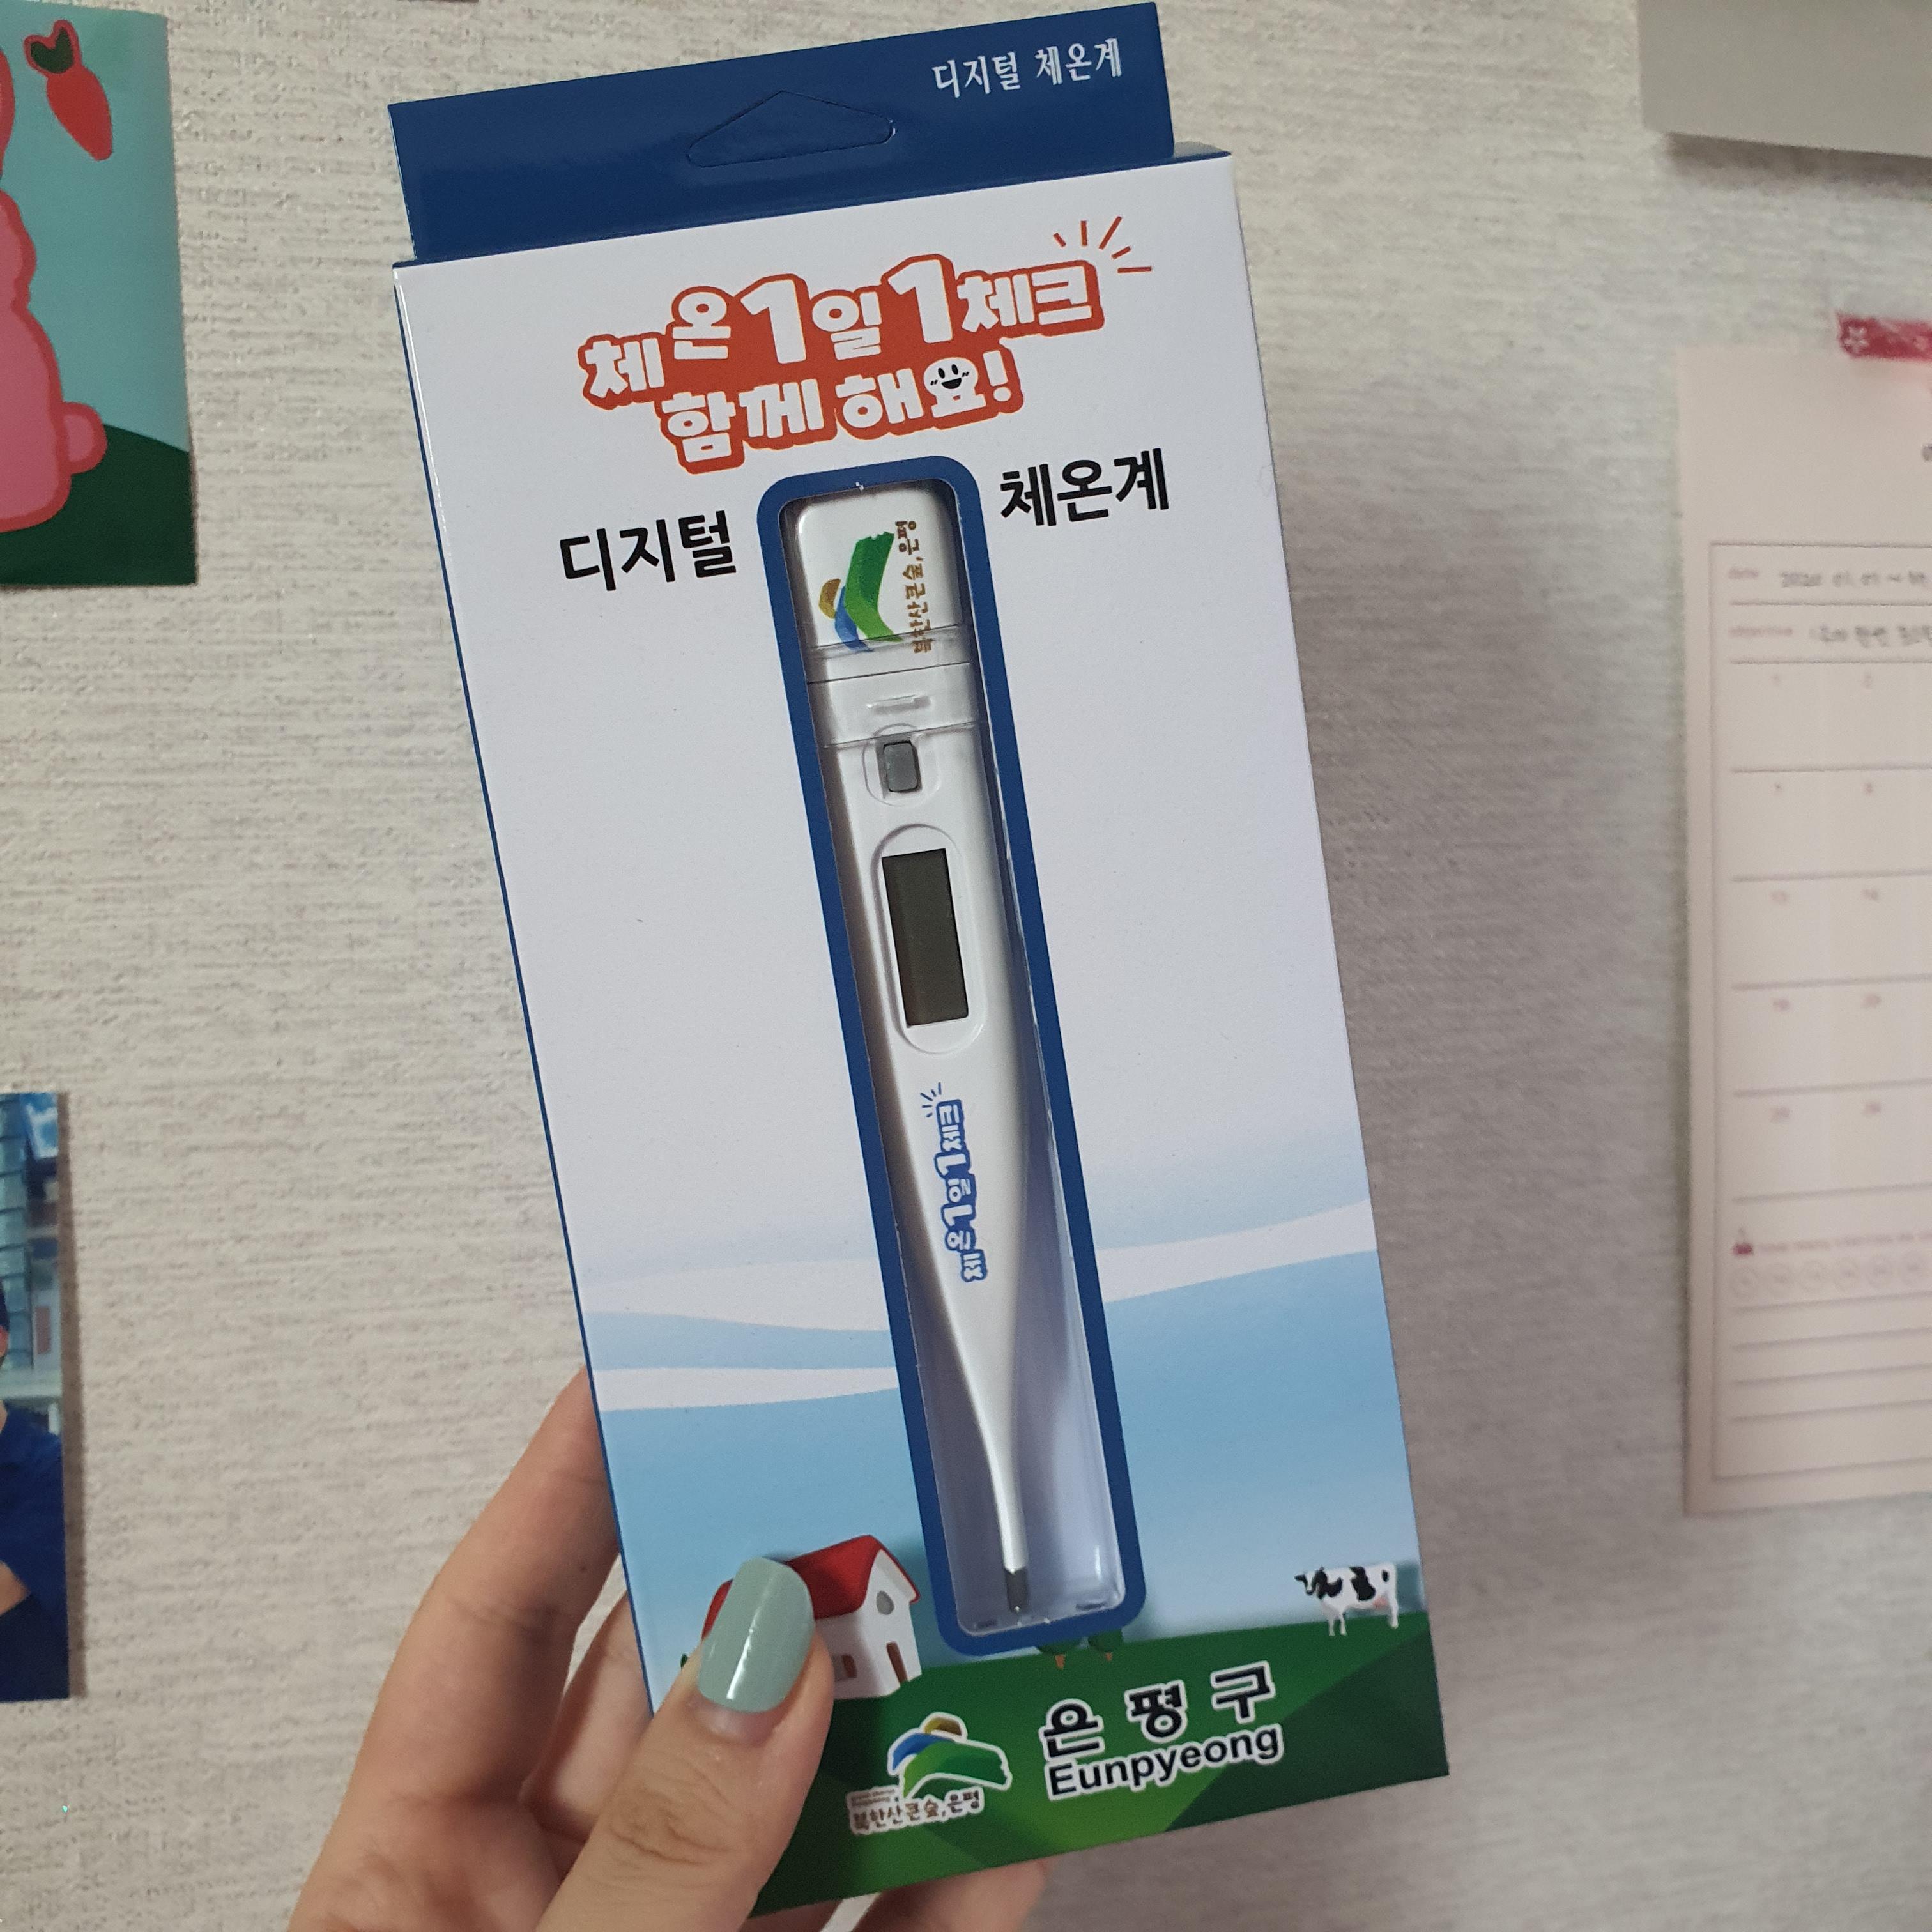 디지털 체온계
체온1일1체크
함께 해요!
디지털 체온계
북한산큰숲,은평
체온1일1체크
은평구
Eunpyeong
북한산큰숲,은평